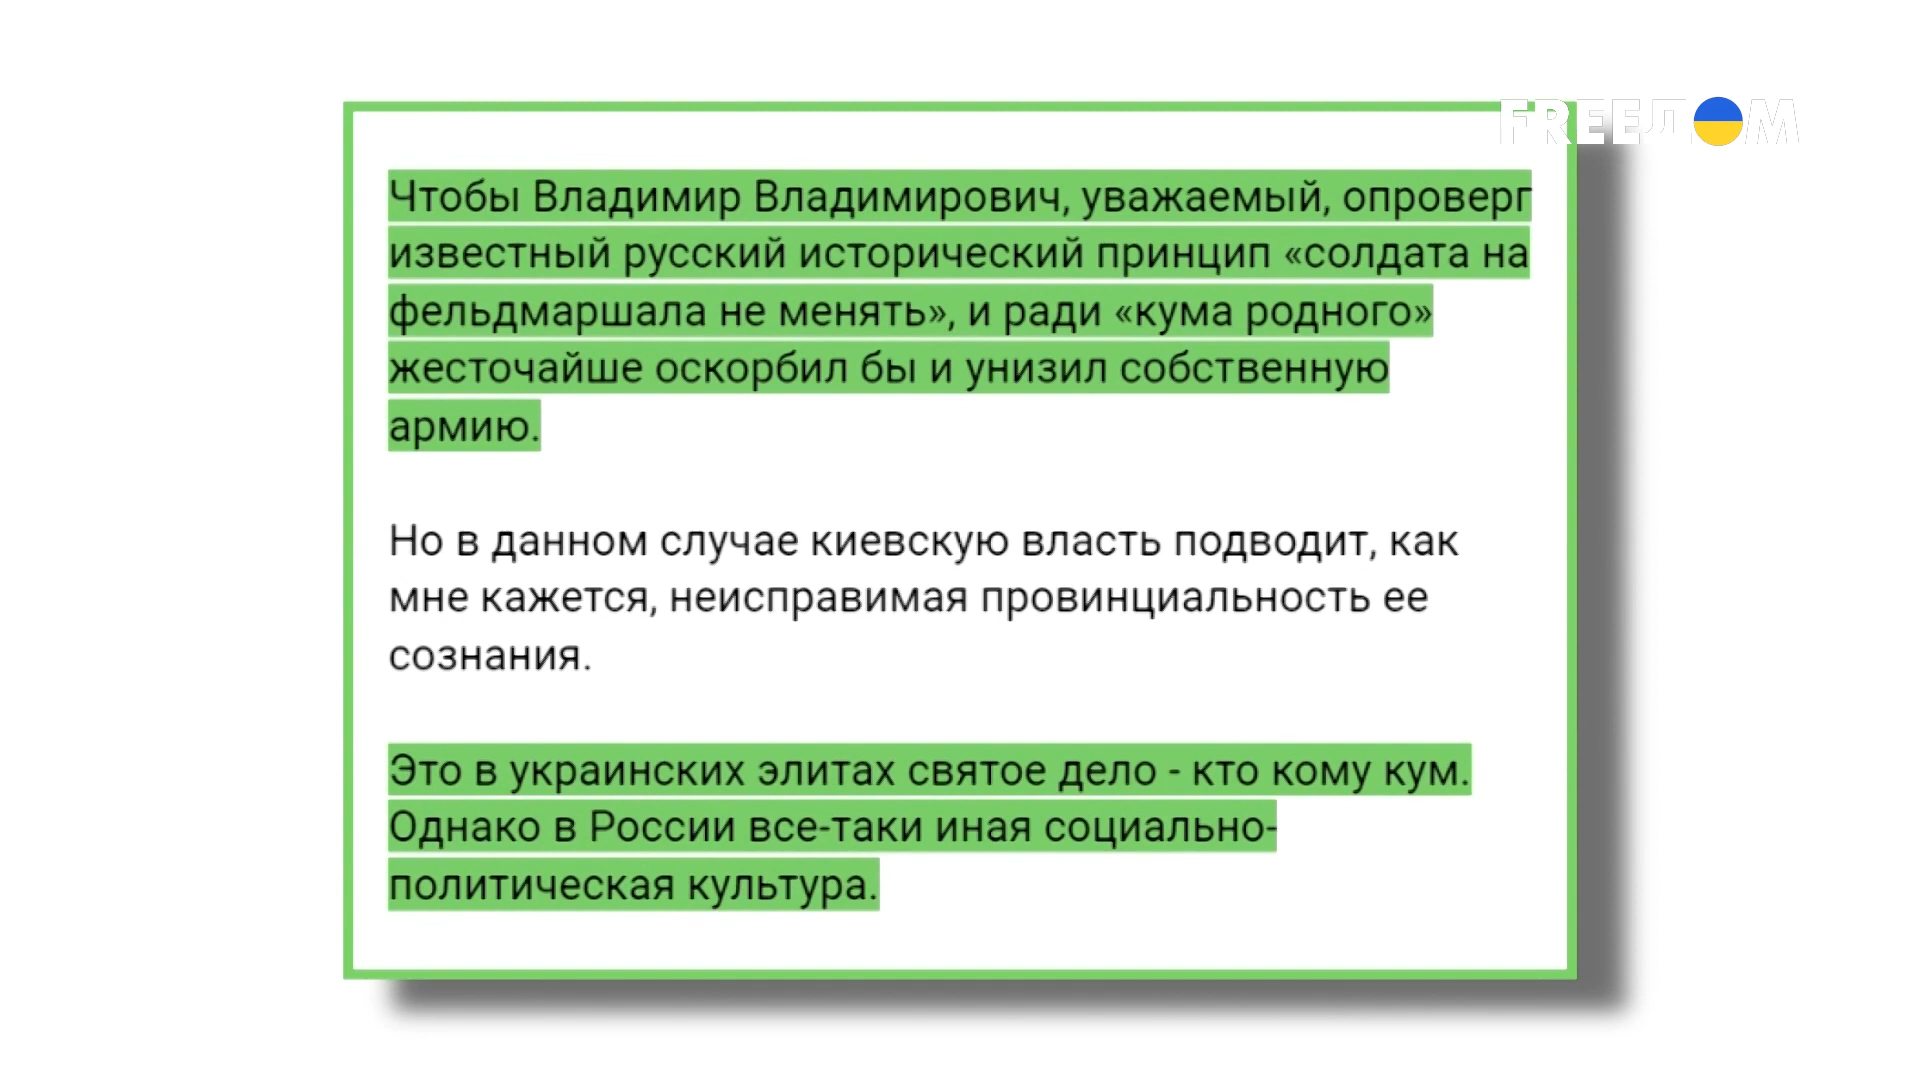 FREEДОМ
Чтобы Владимир Владимирович, уважаемый, опроверг
известный русский исторический принцип «солдата на
фельдмаршала не менять», и ради «кума родного»
жесточайше оскорбил бы и унизил собственную
армию.
Но в данном случае киевскую власть подводит, как
мне кажется, неисправимая провинциальность ее
сознания.
Это в украинских элитах святое дело - кто кому кум.
Однако в России все-таки иная социально-
политическая культура.